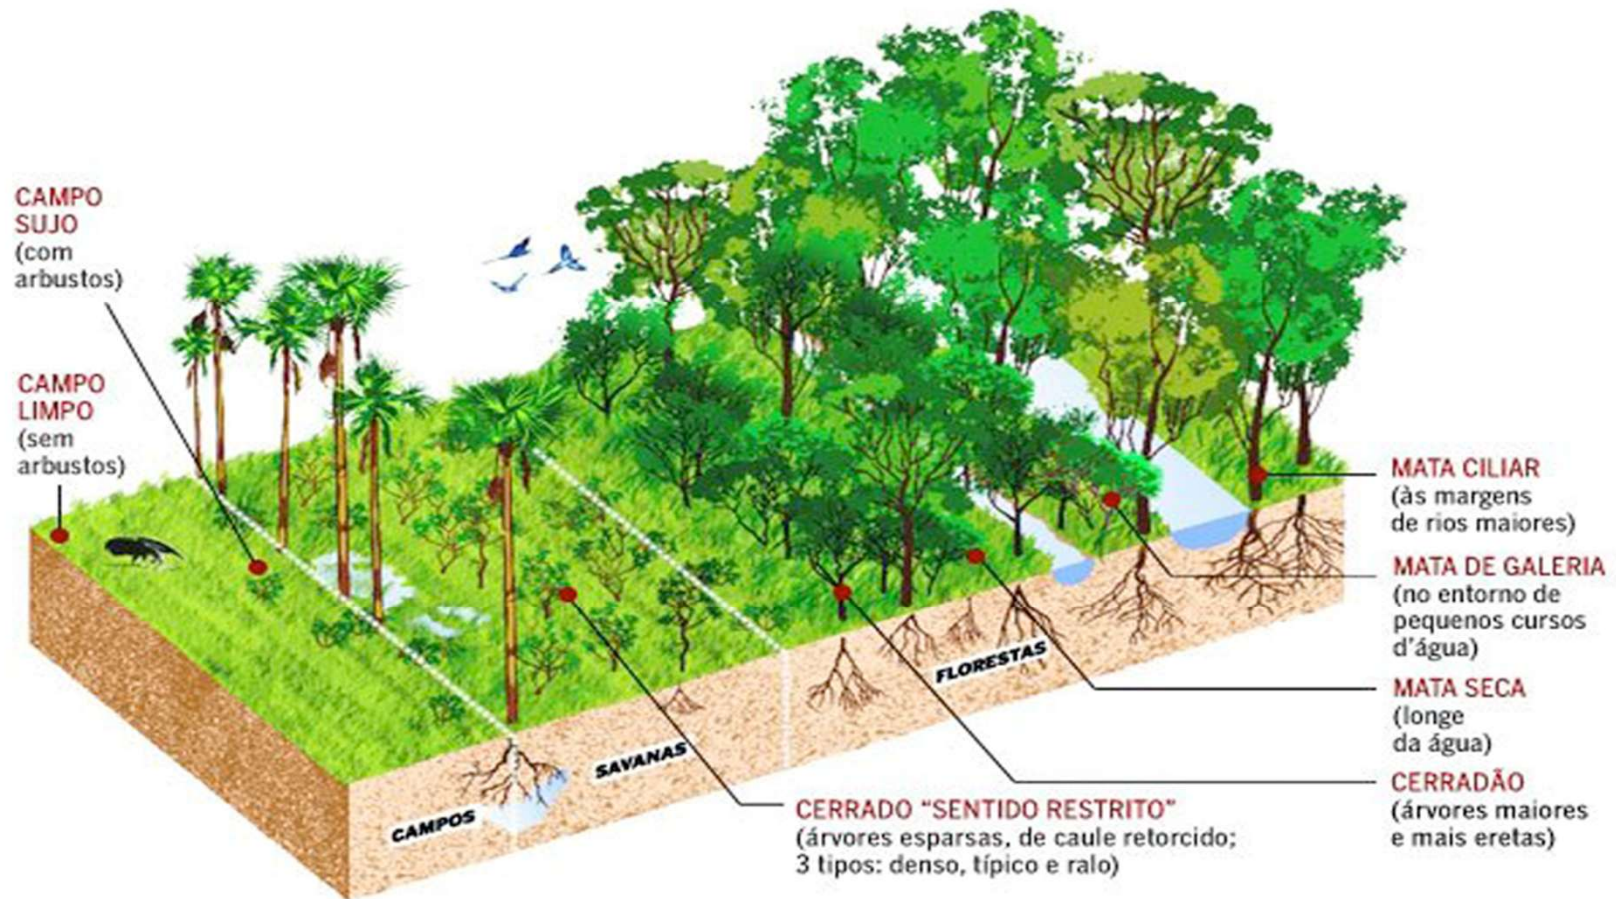 CAMPO
SUJO
(com
arbustos)
CAMPO
LIMPO
(sem
arbustos)
CAMPOS
SAVANAS
FLORESTAS
CERRADO “SENTIDO RESTRITO”
(árvores esparsas, de caule retorcido;
3 tipos: denso, típico e ralo)
MATA CILIAR
(às margens
de rios maiores)
MATA DE GALERIA
(no entorno de
pequenos cursos
d'água)
MATA SECA
(longe
da água)
CERRADÃO
(árvores maiores
e mais eretas)